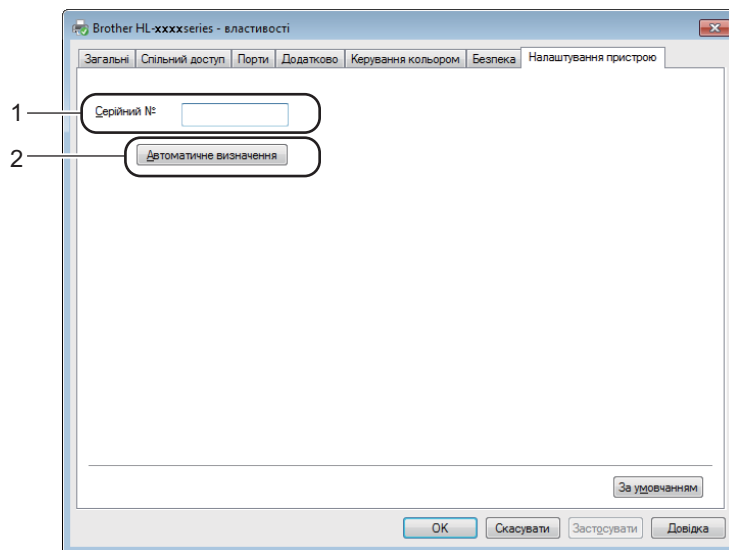 Brother HL-xxxxseries - властивості
Загальні Спільний доступ Порти Додатково Керування кольором Безпека Налаштування пристрою
1 Серійний №
2 Автоматичне визначення
За умовчанням
OK Скасувати Застосувати Довідка